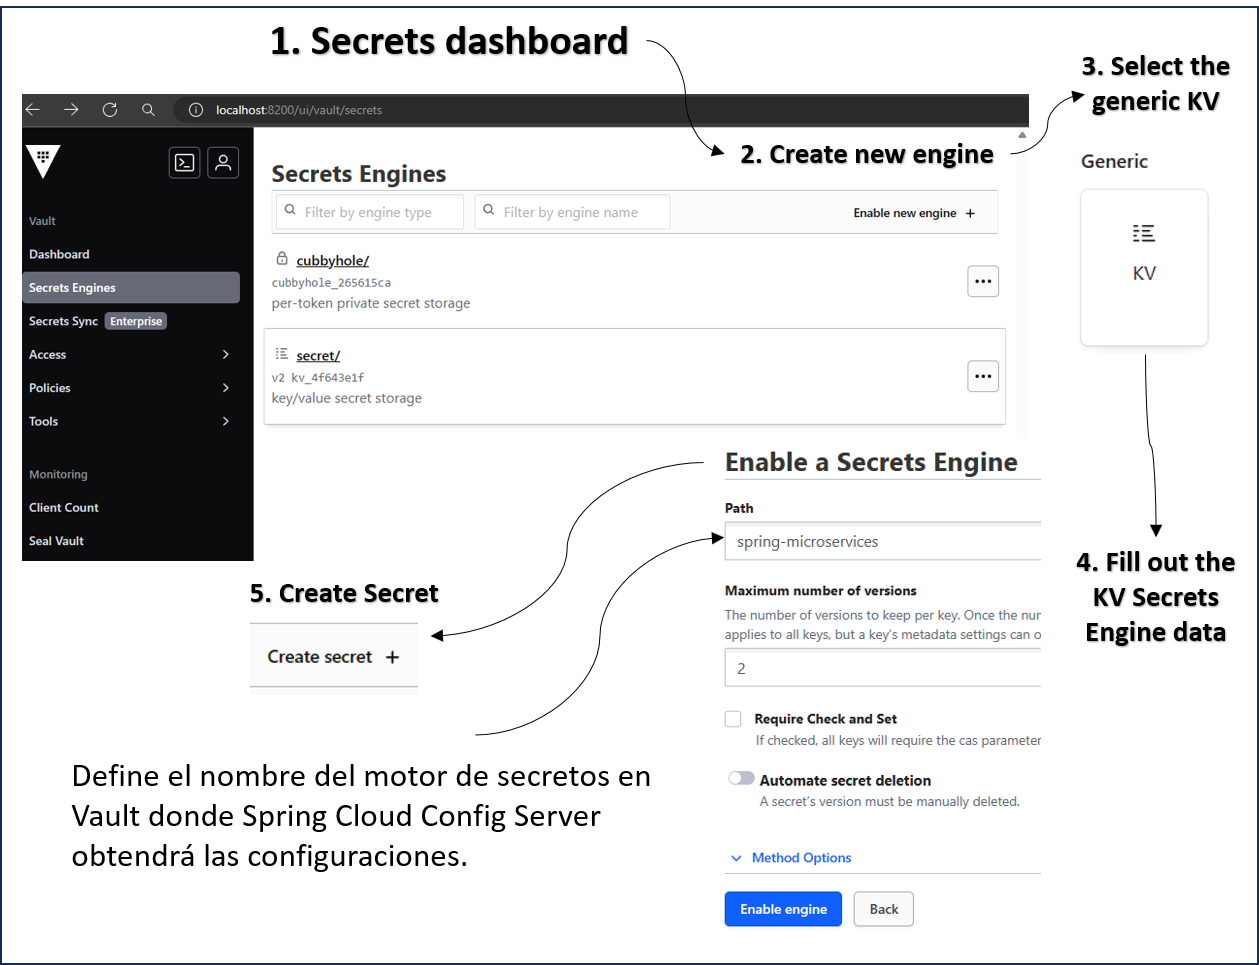 1. Secrets dashboard
3. Select the
generic KV
localhost:8200/ui/vault/secrets
2. Create new engine
Generic
KV
Vault
Dashboard
Secrets Engines
Secrets Sync Enterprise
Access
Policies
Tools
Monitoring
Client Count
Seal Vault
Secrets Engines
Filter by engine type
Filter by engine name
Enable new engine +
cubbyhole/
cubbyhole_265615ca
per-token private secret storage
secret/
v2 kv_4f643e1f
key/value secret storage
4. Fill out the
KV Secrets
Engine data
Enable a Secrets Engine
Path
spring-microservices
Maximum number of versions
The number of versions to keep per key. Once the nur
applies to all keys, but a key's metadata settings can o
2
Require Check and Set
If checked, all keys will require the cas parameter
Automate secret deletion
A secret's version must be manually deleted.
Method Options
Enable engine
Back
5. Create Secret
Create secret +
Define el nombre del motor de secretos en
Vault donde Spring Cloud Config Server
obtendrá las configuraciones.